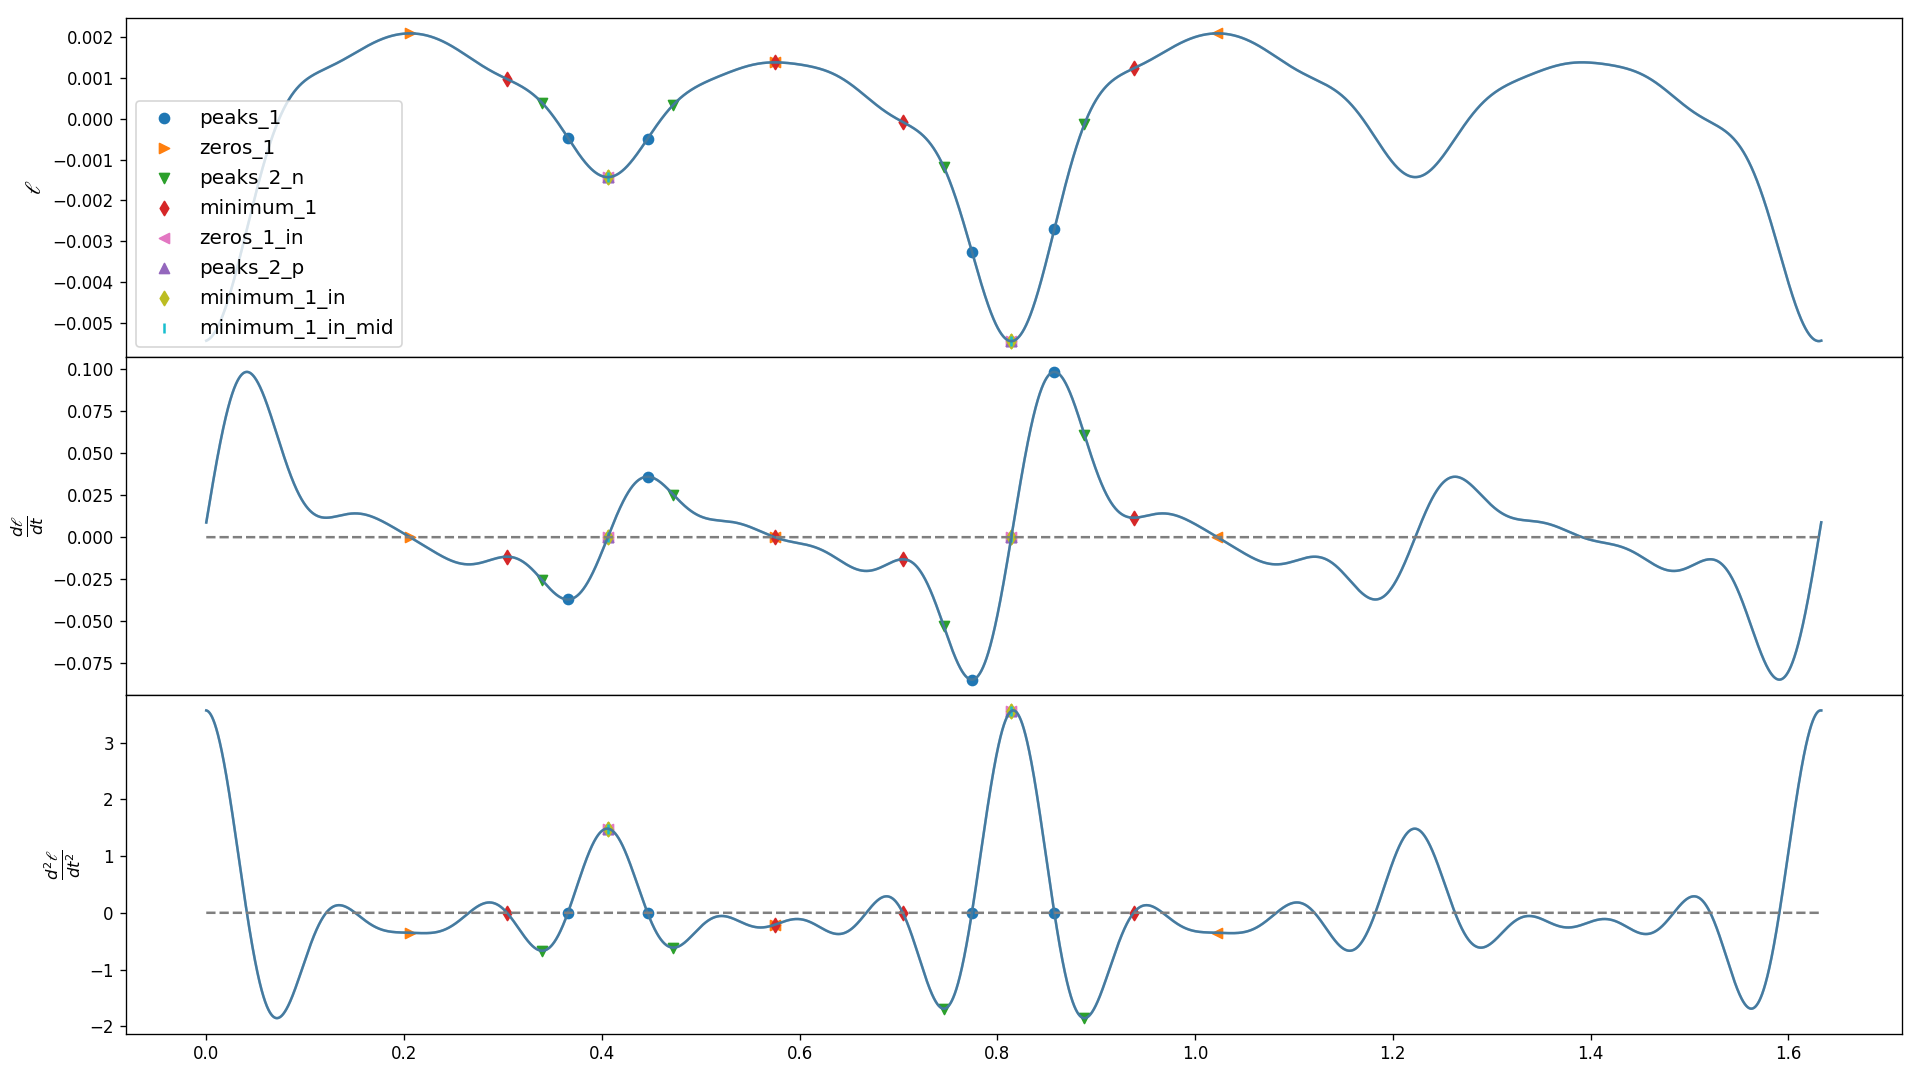 0.002
0.001
0.000
−0.001
−0.002
−0.003
−0.004
−0.005
ℓ
peaks_1
zeros_1
peaks_2_n
minimum_1
zeros_1_in
peaks_2_p
minimum_1_in
minimum_1_in_mid
0.100
0.075
0.050
0.025
0.000
−0.025
−0.050
−0.075
dℓ
dt
3
2
1
0
−1
−2
d²ℓ
dt²
0.0 0.2 0.4 0.6 0.8 1.0 1.2 1.4 1.6